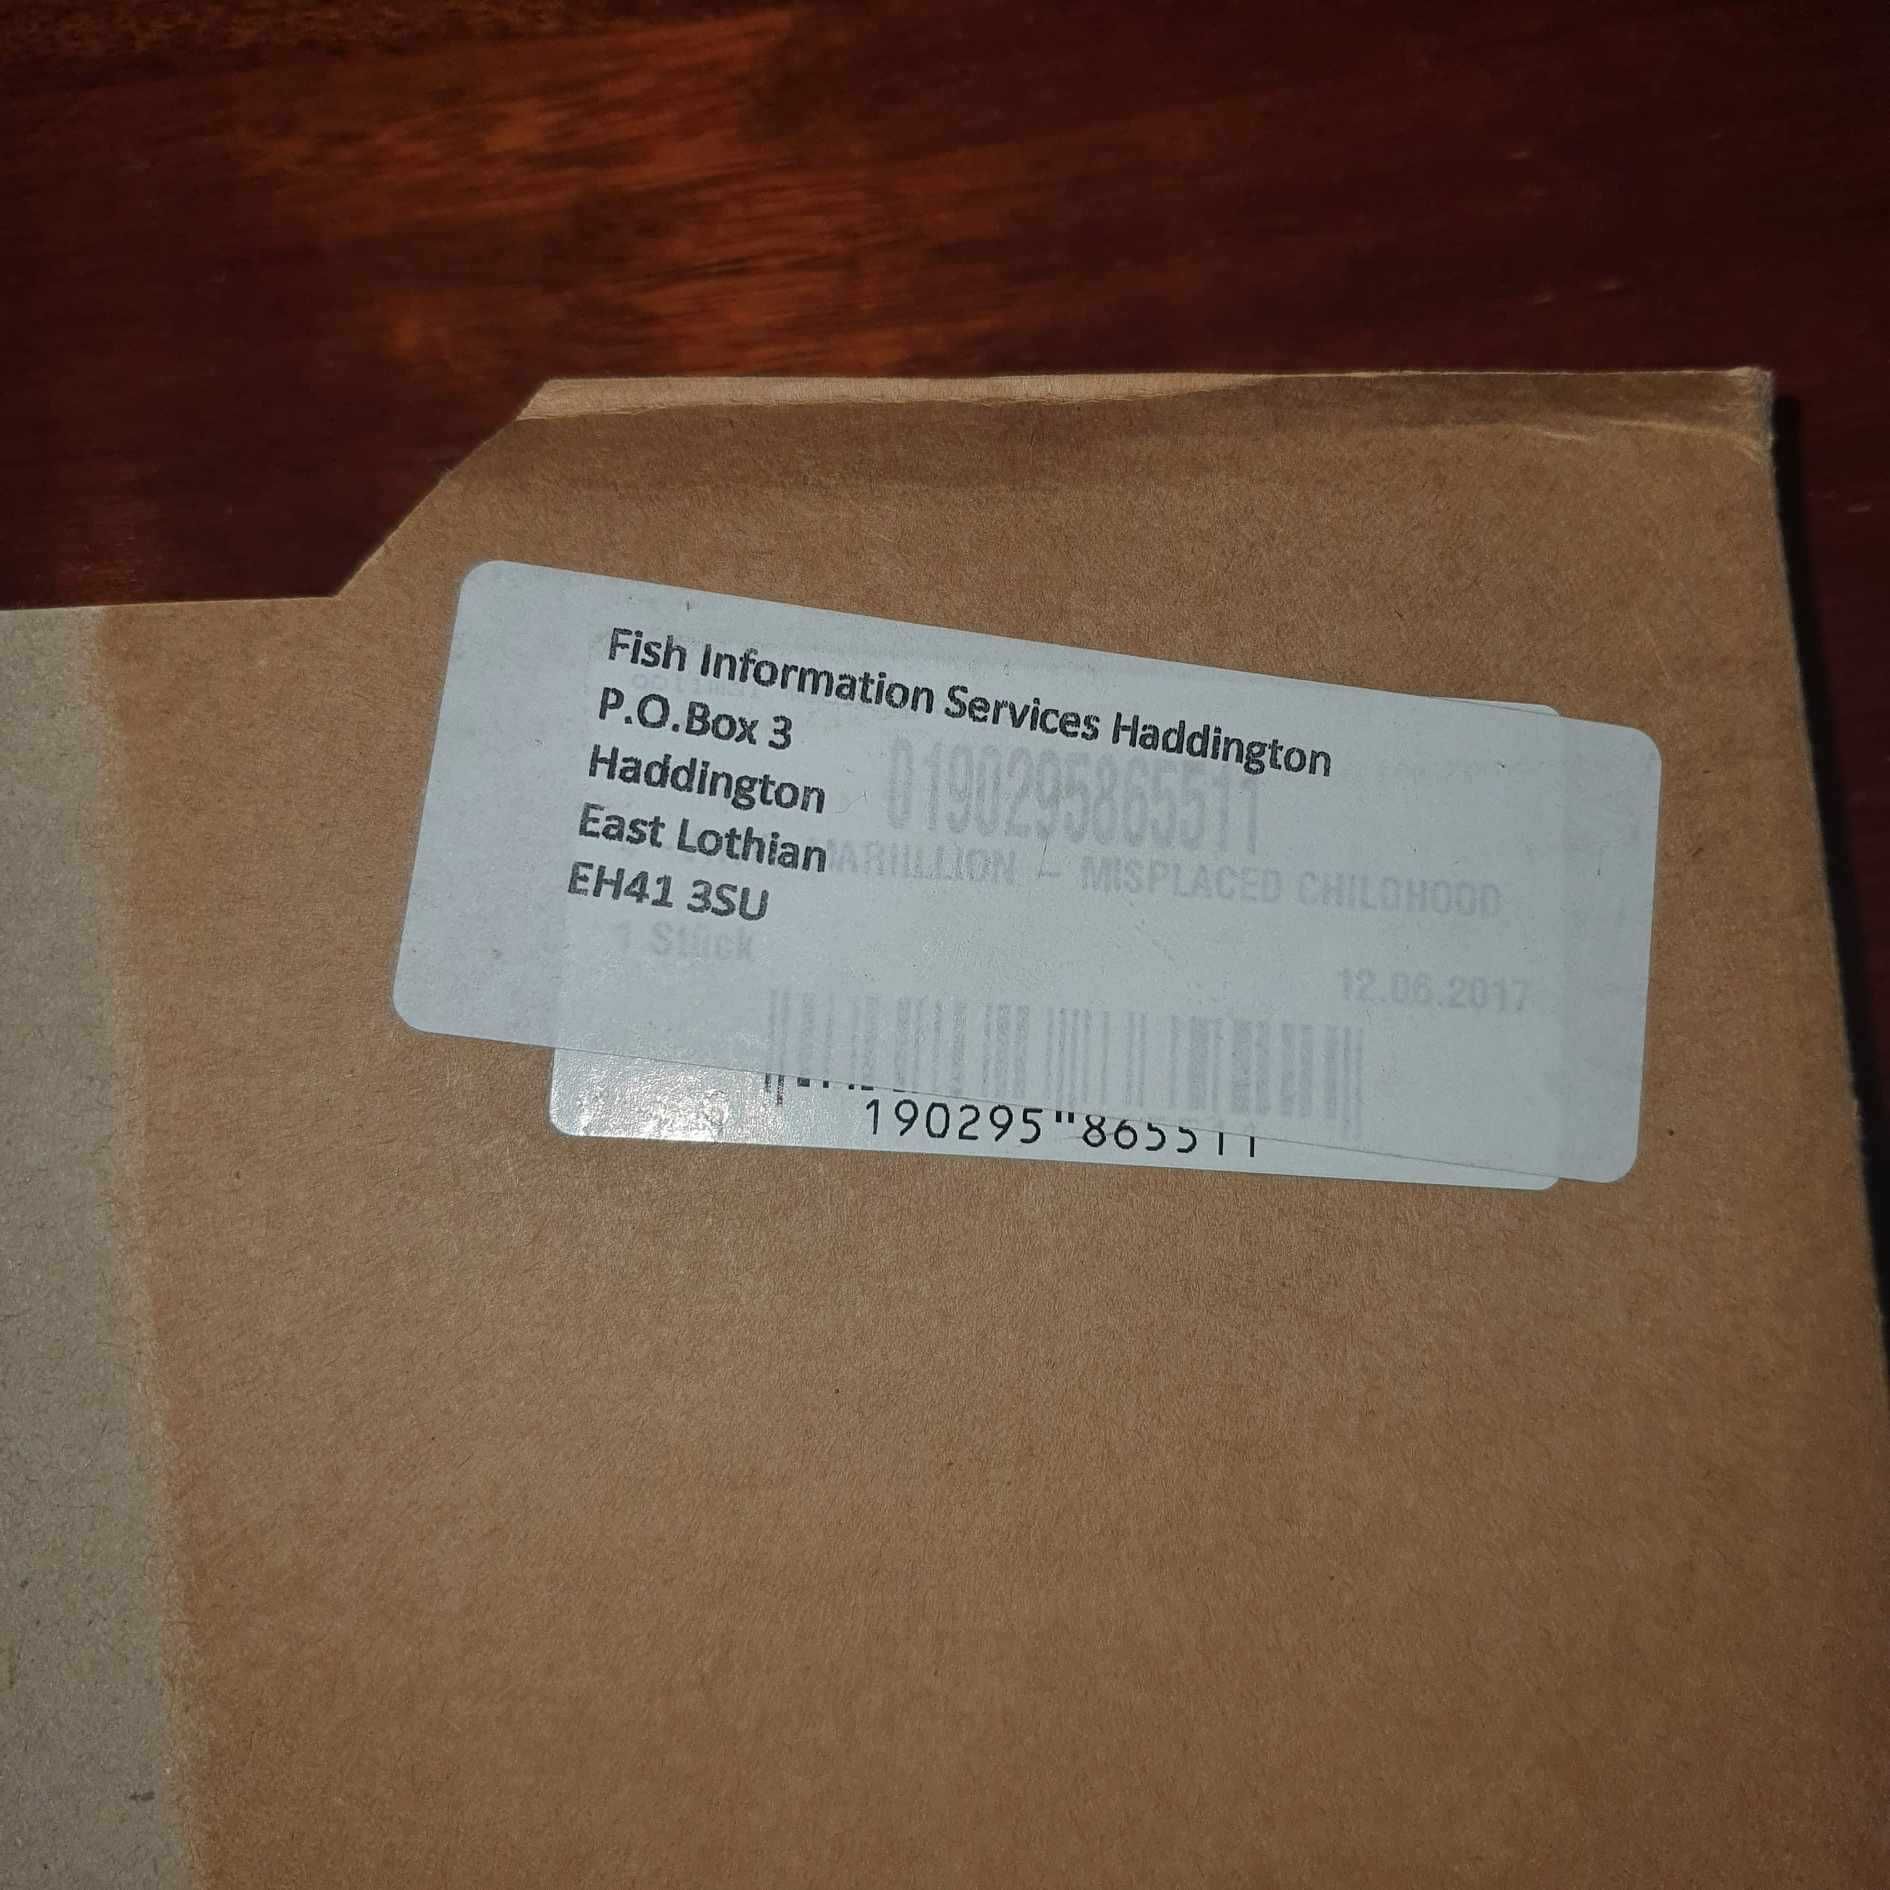 Fish Information Services Haddington
P.O.Box 3
Haddington
East Lothian
EH41 3SU
0190295865511
MARIILLION – MISPLACED CHILDHOOD
1 Stück
12.06.2017
190295"865511